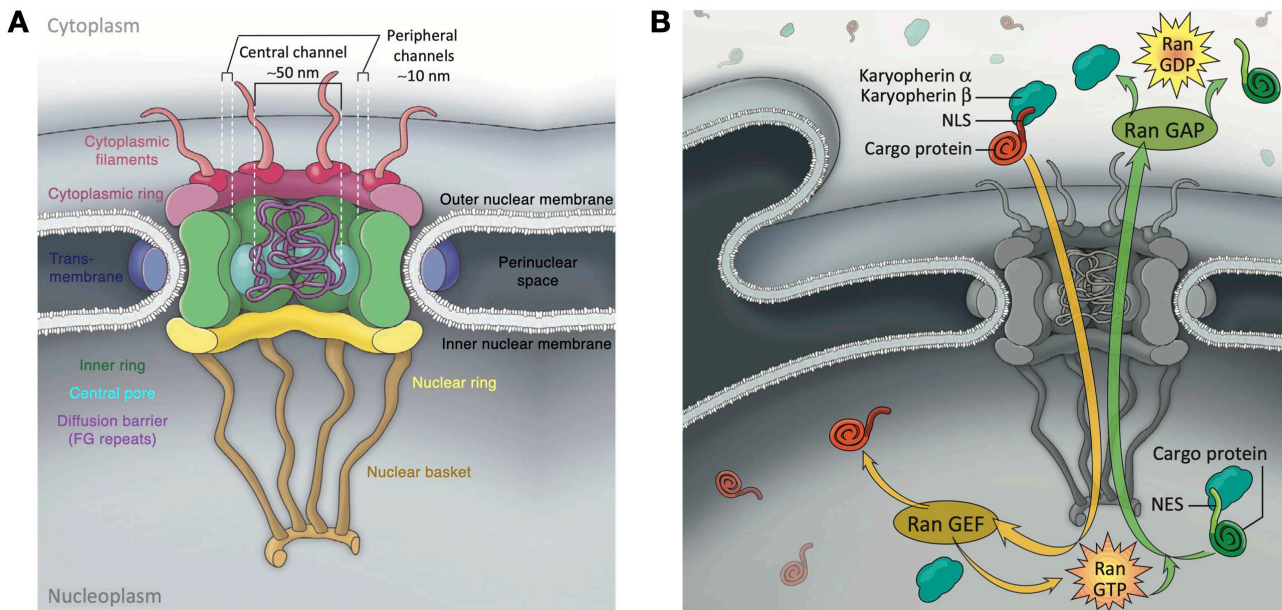 A
Cytoplasm
Central channel
~50 nm
Peripheral
channels
~10 nm
Cytoplasmic
filaments
Cytoplasmic ring
Outer nuclear membrane
Trans-
membrane
Perinuclear
space
Inner nuclear membrane
Inner ring
Central pore
Diffusion barrier
(FG repeats)
Nuclear ring
Nuclear basket
Nucleoplasm
B
Karyopherin α
Karyopherin β
NLS
Cargo protein
Ran
GDP
Ran GAP
Cargo protein
NES
Ran GEF
Ran
GTP